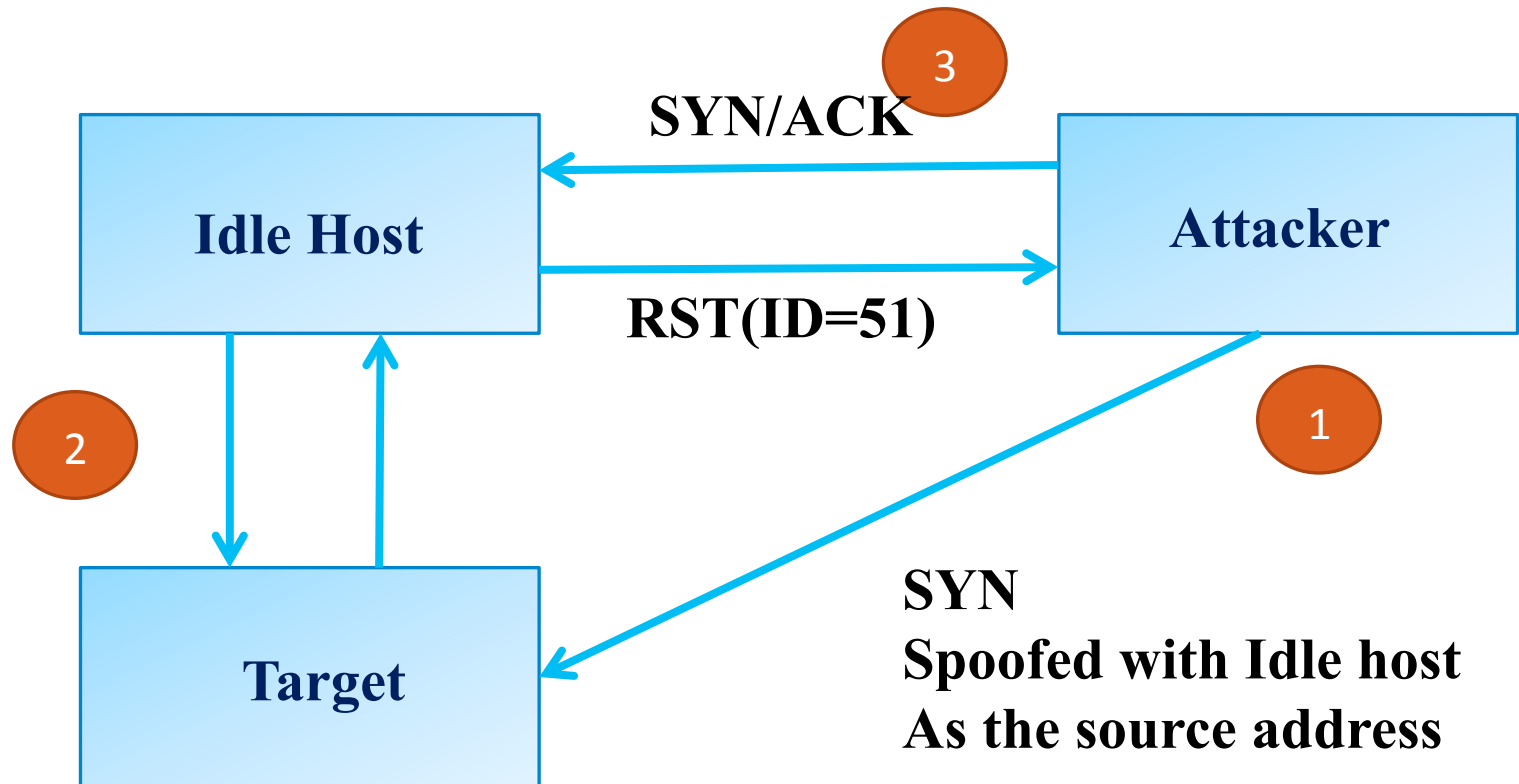 3
SYN/ACK
Idle Host
Attacker
RST(ID=51)
2
1
Target
SYN
Spoofed with Idle host
As the source address